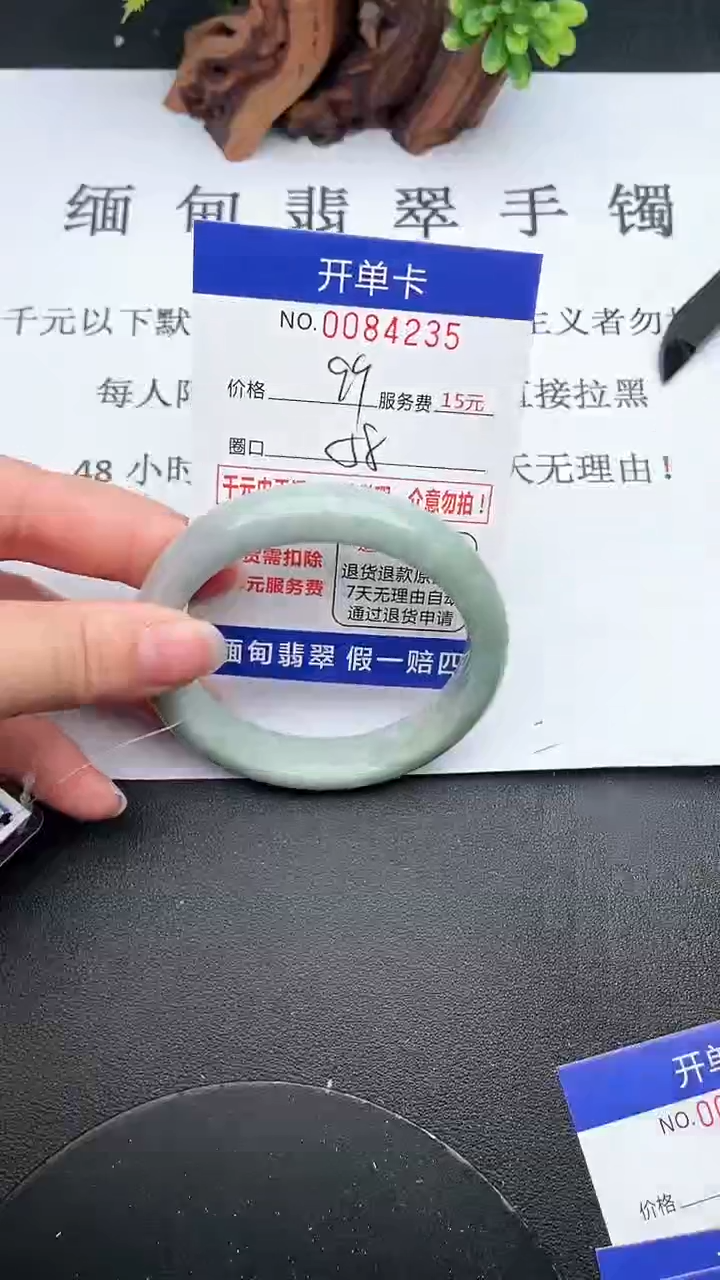 缅甸翡翠手镯
开单卡
NO.0084235
千元以下默
主义者勿
价格 99 服务费 15元
每人
直接拉黑
圈口 58
48 小时
天无理由!
介意勿拍!
需扣除
元服务费
退货退款原
7天无理由自动
通过退货申请
缅甸翡翠 假一赔四
开单
NO.00
价格